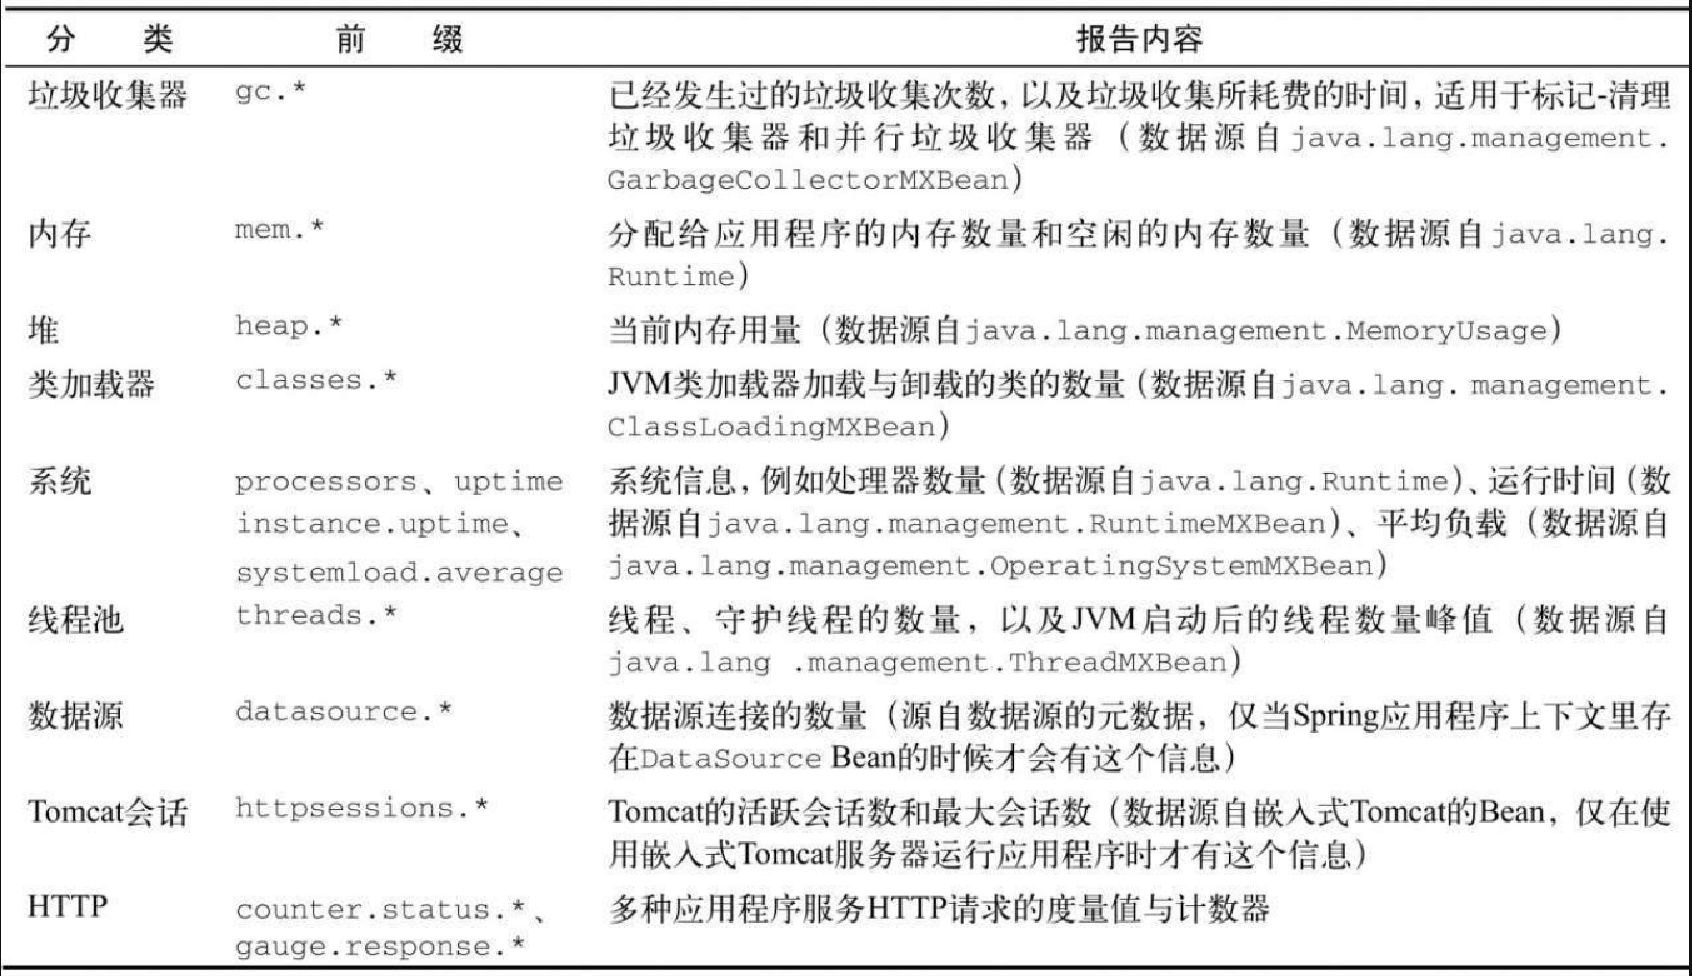 分 类 前 缀 报告内容
垃圾收集器 gc.* 已经发生过的垃圾收集次数，以及垃圾收集所耗费的时间，适用于标记-清理
垃圾收集器和并行垃圾收集器（数据源自java.lang.management.
GarbageCollectorMXBean）
内存 mem.* 分配给应用程序的内存数量和空闲的内存数量（数据源自java.lang.
Runtime）
堆 heap.* 当前内存用量（数据源自java.lang.management.MemoryUsage）
类加载器 classes.* JVM类加载器加载与卸载的类的数量（数据源自java.lang. management.
ClassLoadingMXBean）
系统 processors、uptime 系统信息，例如处理器数量（数据源自java.lang.Runtime）、运行时间（数
instance.uptime、 据源自java.lang.management.RuntimeMXBean）、平均负载（数据源自
systemload.average java.lang.management.OperatingSystemMXBean）
线程池 threads.* 线程、守护线程的数量，以及JVM启动后的线程数量峰值（数据源自
java.lang .management.ThreadMXBean）
数据源 datasource.* 数据源连接的数量（源自数据源的元数据，仅当Spring应用程序上下文里存
在DataSource Bean的时候才会有这个信息）
Tomcat会话 httpsessions.* Tomcat的活跃会话数和最大会话数（数据源自嵌入式Tomcat的Bean，仅在使
用嵌入式Tomcat服务器运行应用程序时才有这个信息）
HTTP counter.status.*、 多种应用程序服务HTTP请求的度量值与计数器
gauge.response.*